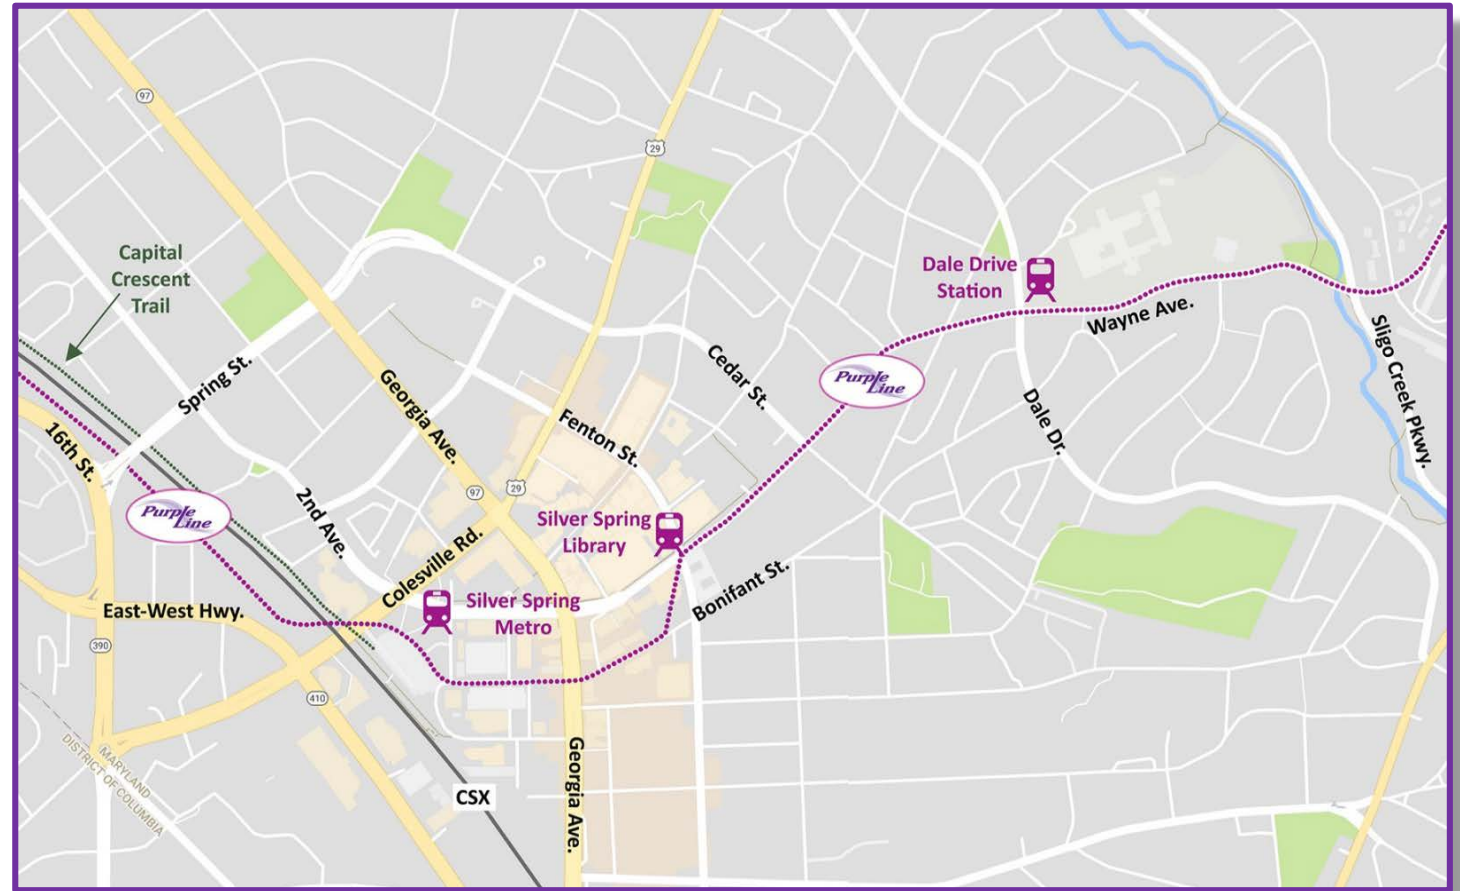 97
29
Capital
Crescent
Trail
Dale Drive
Station
Wayne Ave.
Sligo Creek Pkwy.
Spring St.
Georgia Ave.
Cedar St.
Purple
Line
Dale Dr.
16th St.
Fenton St.
97
29
2nd Ave.
Purple
Line
Colesville Rd.
Silver Spring
Library
Bonifant St.
East-West Hwy.
Silver Spring
Metro
390
410
MARYLAND
DISTRICT OF COLUMBIA
Georgia Ave.
CSX